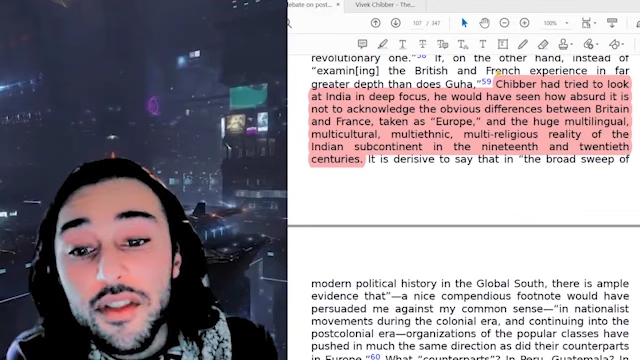 debate on post...
Vivek Chibber - The...
107 / 347
100%
revolutionary one."58 If, on the other hand, instead of
"examin[ing] the British and French experience in far
greater depth than does Guha,"59 Chibber had tried to look
at India in deep focus, he would have seen how absurd it is
not to acknowledge the obvious differences between Britain
and France, taken as "Europe," and the huge multilingual,
multicultural, multiethnic, multi-religious reality of the
Indian subcontinent in the nineteenth and twentieth
centuries. It is derisive to say that in "the broad sweep of
modern political history in the Global South, there is ample
evidence that"—a nice compendious footnote would have
persuaded me against my common sense—"in nationalist
movements during the colonial era, and continuing into the
postcolonial era—organizations of the popular classes have
pushed in much the same direction as did their counterparts
in Europe."60 What "counterparts"? In Peru, Guatemala? In